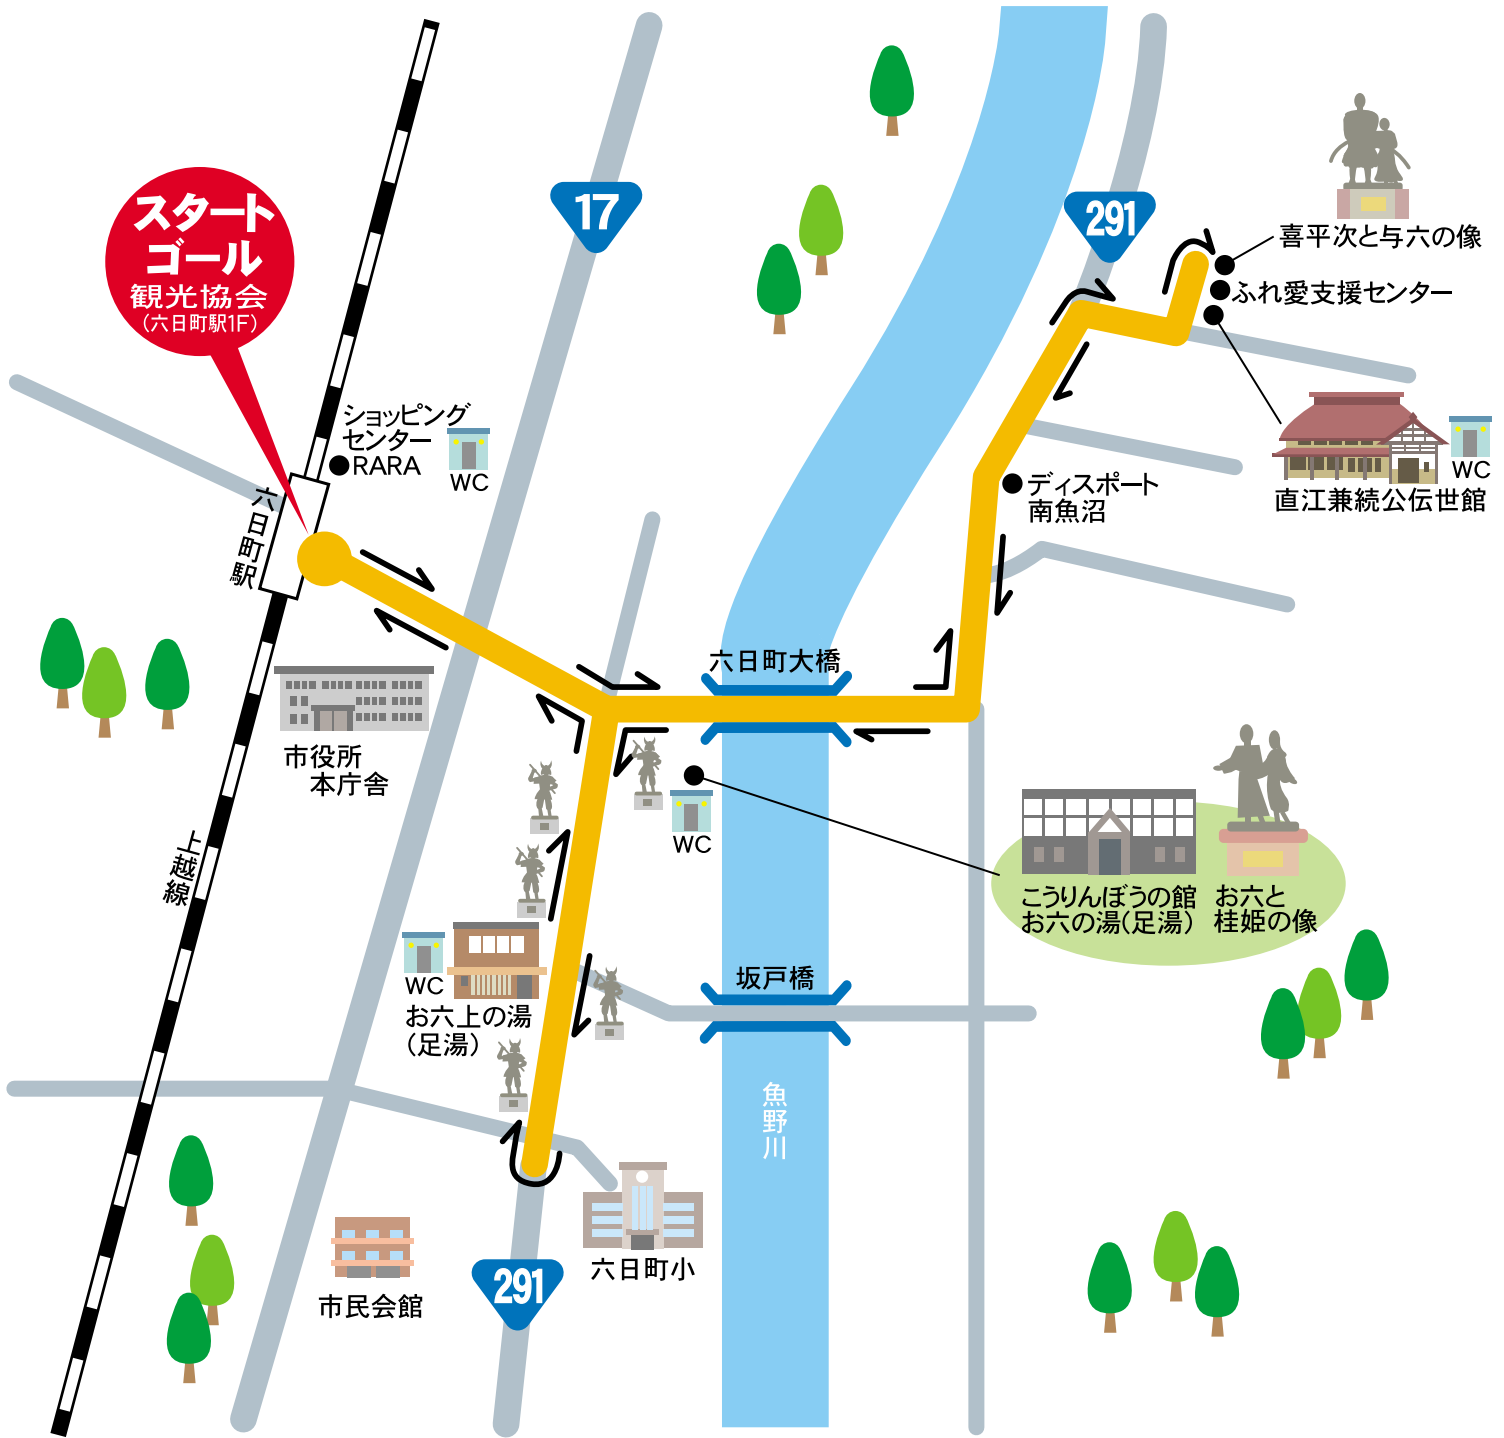 スタート
ゴール
観光協会
(六日町駅1F)
17
291
喜平次と与六の像
ふれ愛支援センター
ショッピング
センター
RARA
WC
WC
直江兼続公伝世館
ディスポート
南魚沼
六日町駅
六日町大橋
市役所
本庁舎
WC
上越線
こうりんぼうの館
お六の湯(足湯)
お六と
桂姫の像
WC
お六上の湯
(足湯)
坂戸橋
魚野川
六日町小
291
市民会館